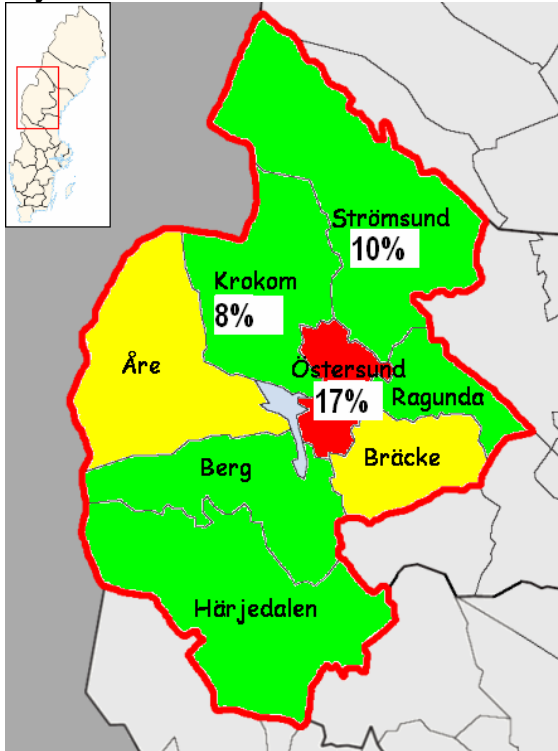 Strömsund
10%
Krokom
8%
Åre
Östersund
17%
Ragunda
Bräcke
Berg
Härjedalen